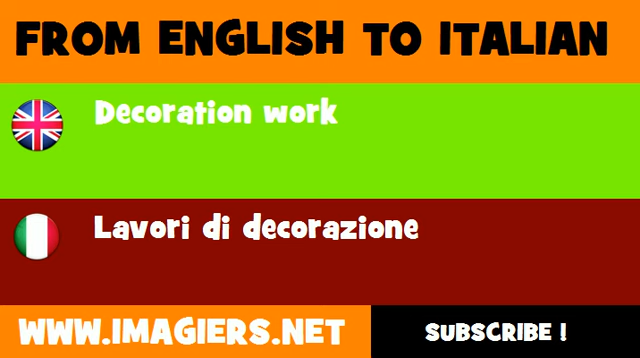 FROM ENGLISH TO ITALIAN
Decoration work
Lavori di decorazione
WWW.IMAGIERS.NET
SUBSCRIBE !